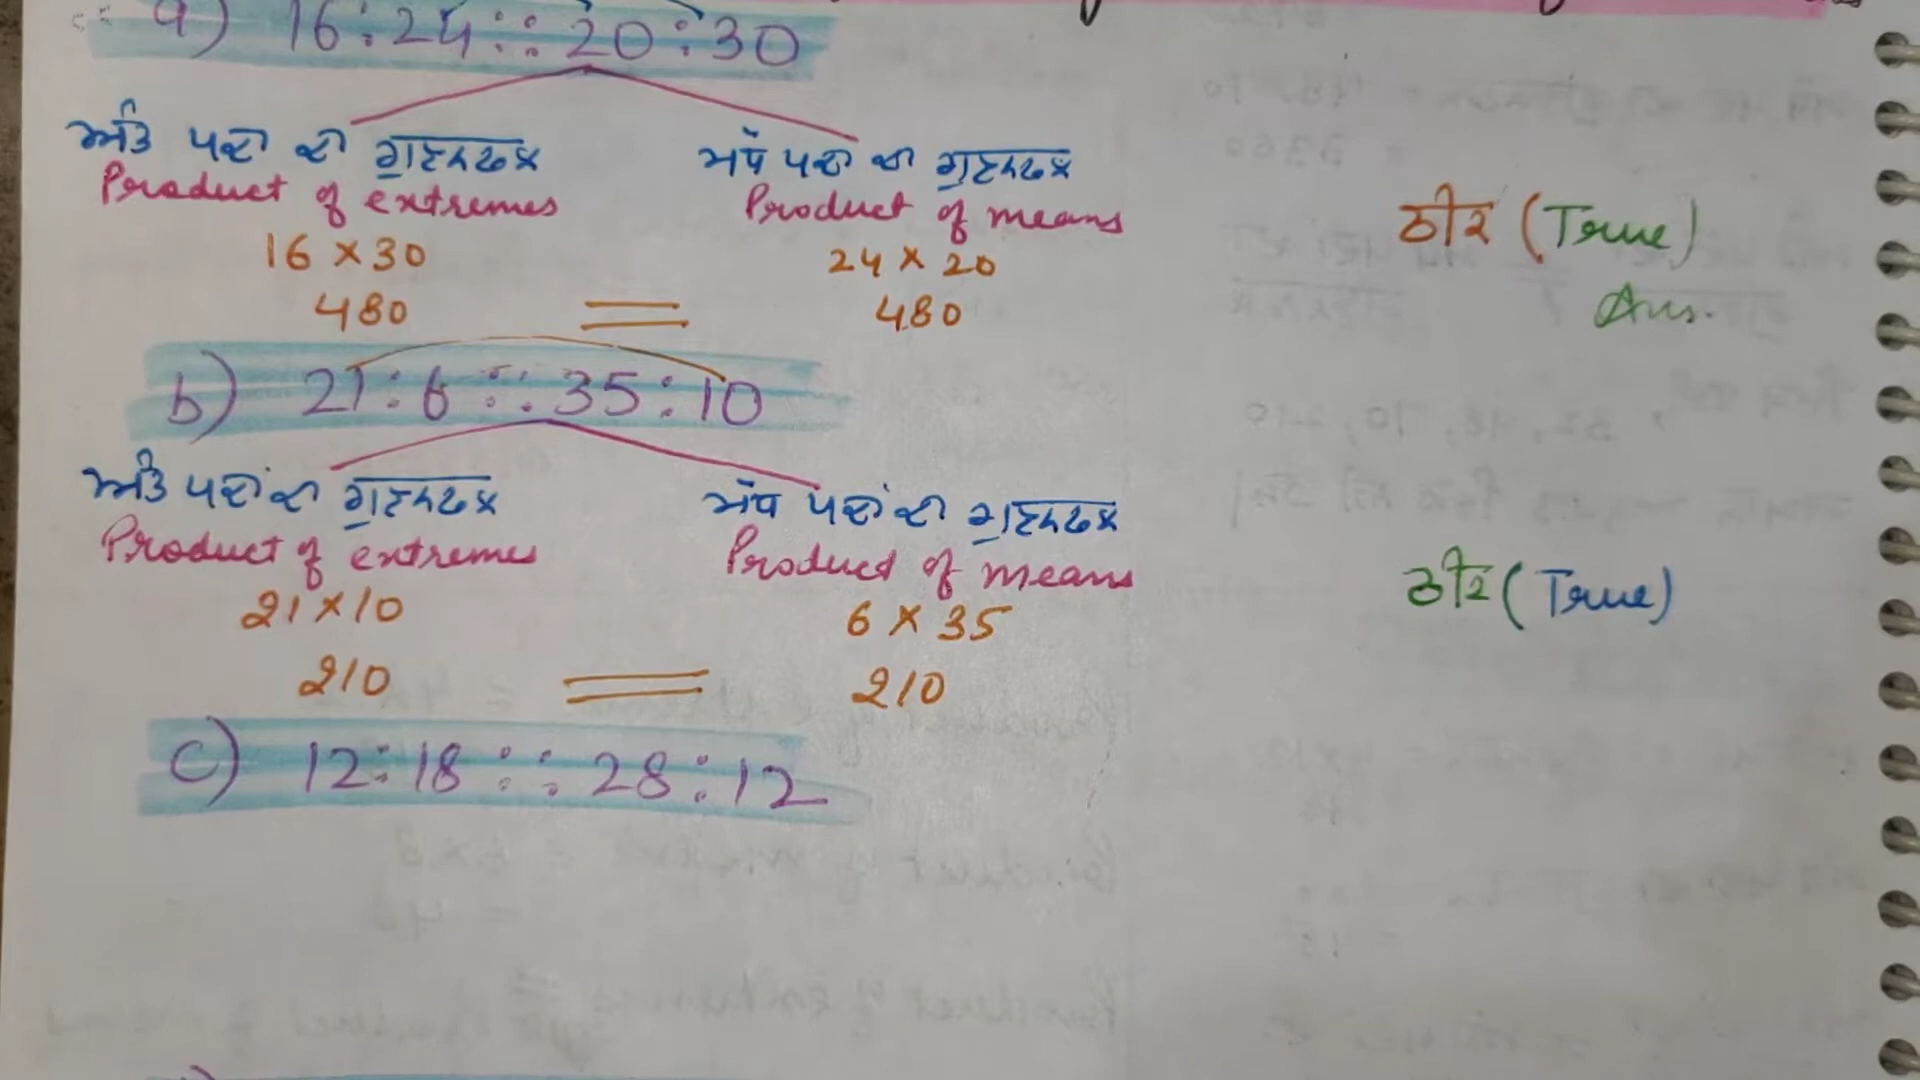 a) 16:24::20:30
ਅੰਤ ਪਦਾਂ ਦੀ ਗੁਣਨਫਲ ਮੱਧ ਪਦਾਂ ਦੀ ਗੁਣਨਫਲ
Product of extremes Product of means
16 × 30 24 × 20
480 = 480
ਠੀਕ (True)
Ans.
b) 21:6::35:10
ਅੰਤ ਪਦਾਂ ਦੀ ਗੁਣਨਫਲ ਮੱਧ ਪਦਾਂ ਦੀ ਗੁਣਨਫਲ
Product of extremes Product of means
21 × 10 6 × 35
210 = 210
ਠੀਕ (True)
c) 12:18::28:12